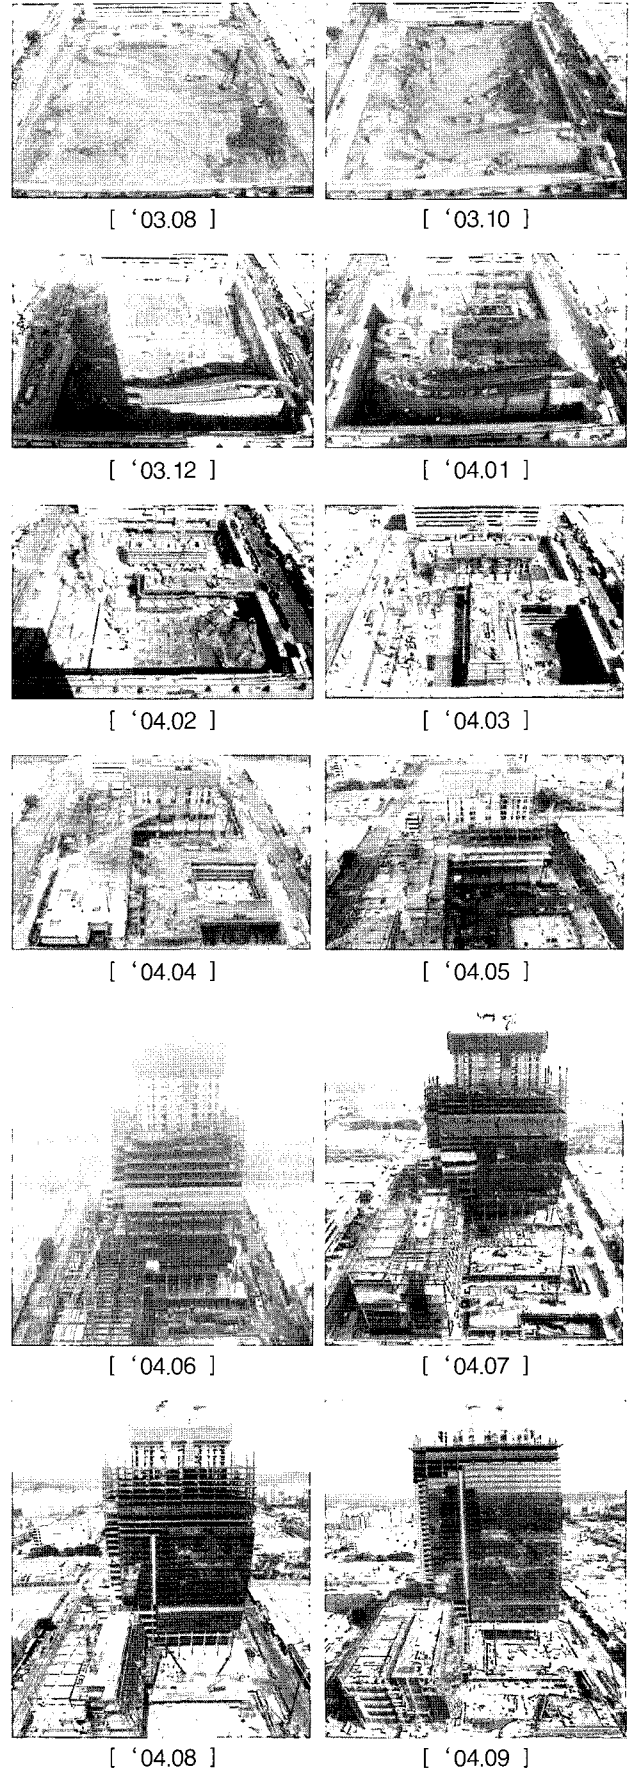 [ ‘03.08 ] [ ‘03.10 ]
[ ‘03.12 ] [ ‘04.01 ]
[ ‘04.02 ] [ ‘04.03 ]
[ ‘04.04 ] [ ‘04.05 ]
[ ‘04.06 ] [ ‘04.07 ]
[ ‘04.08 ] [ ‘04.09 ]